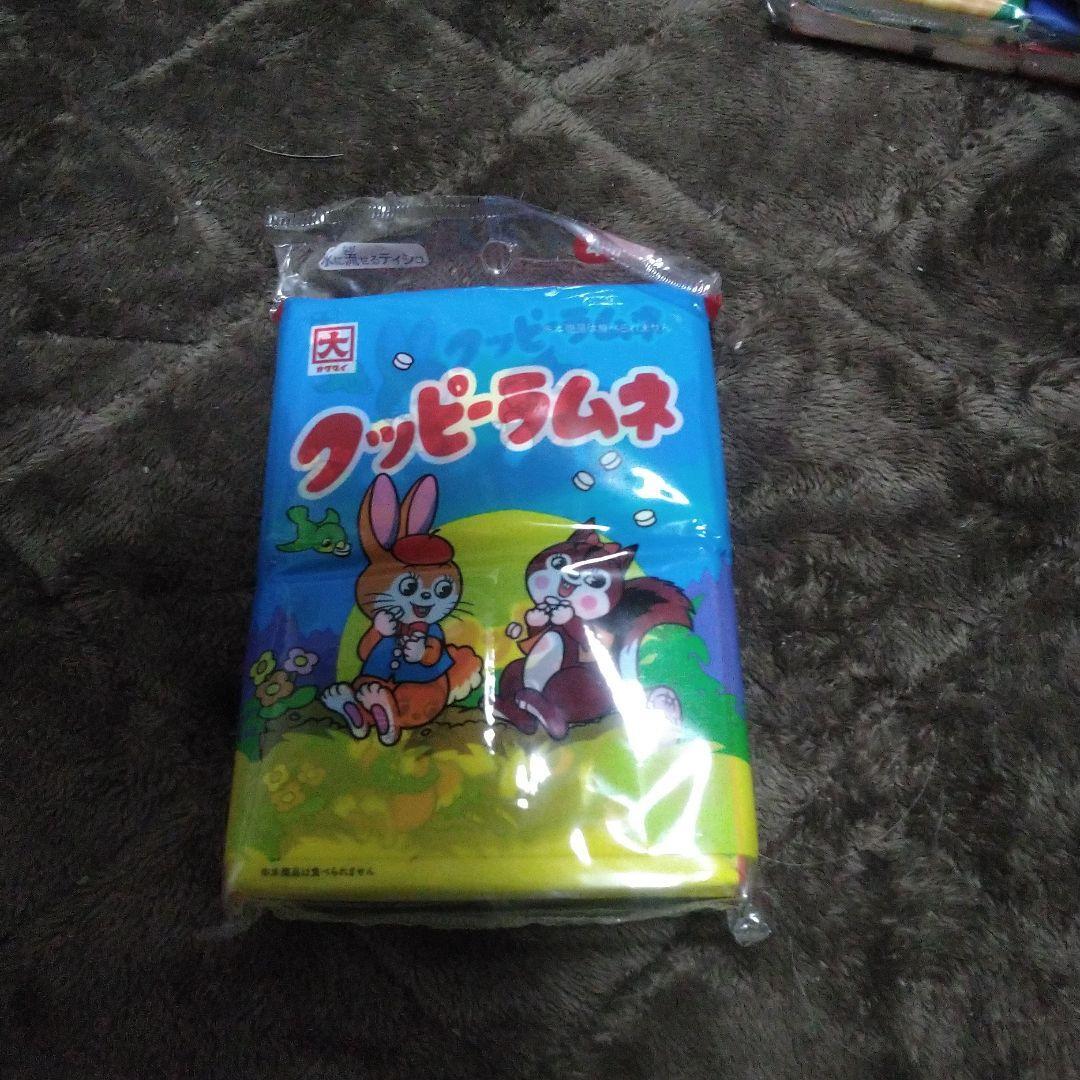 水に流せるティシュ
※本商品は食べられません
クッピーラムネ
大
カクダイ
クッピーラムネ
※本商品は食べられません